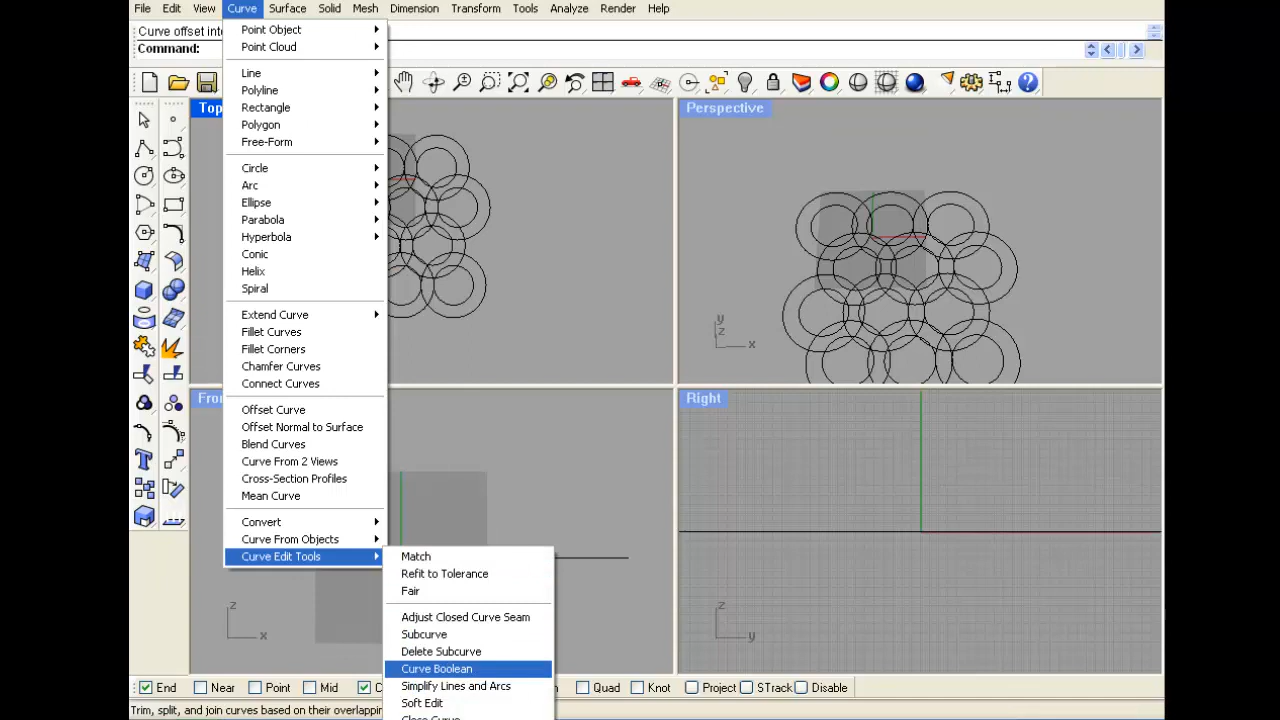 File Edit View Curve Surface Solid Mesh Dimension Transform Tools Analyze Render Help
Curve offset int
Command:
Top
Perspective
Point Object
Point Cloud
Line
Polyline
Rectangle
Polygon
Free-Form
Circle
Arc
Ellipse
Parabola
Hyperbola
Conic
Helix
Spiral
Extend Curve
Fillet Curves
Fillet Corners
Chamfer Curves
Connect Curves
Offset Curve
Offset Normal to Surface
Blend Curves
Curve From 2 Views
Cross-Section Profiles
Mean Curve
Convert
Curve From Objects
Curve Edit Tools
Match
Refit to Tolerance
Fair
Adjust Closed Curve Seam
Subcurve
Delete Subcurve
Curve Boolean
Simplify Lines and Arcs
Soft Edit
Close Curve
y
z
x
Fron
Right
z
x
z
y
End Near Point Mid C Quad Knot Project STrack Disable
Trim, split, and join curves based on their overlappin